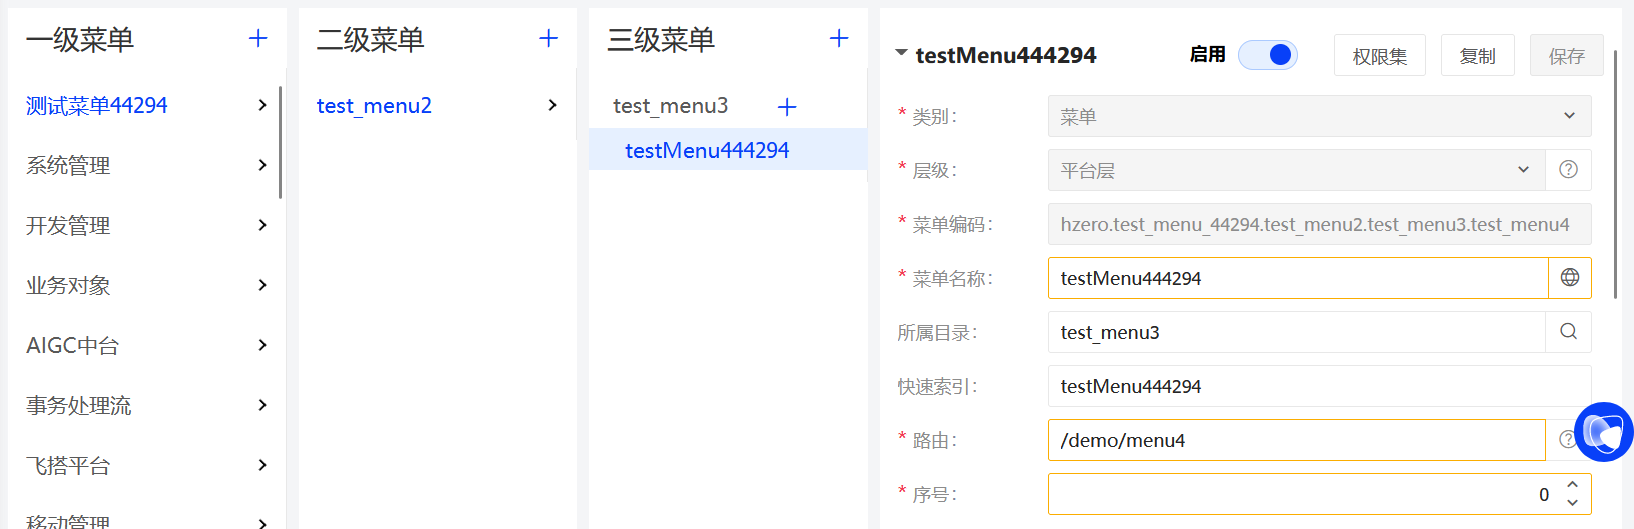 一级菜单
测试菜单44294
系统管理
开发管理
业务对象
AIGC中台
事务处理流
飞搭平台
移动管理
二级菜单
test_menu2
三级菜单
test_menu3
testMenu444294
testMenu444294 启用 权限集 复制 保存
* 类别： 菜单
* 层级： 平台层
* 菜单编码： hzero.test_menu_44294.test_menu2.test_menu3.test_menu4
* 菜单名称： testMenu444294
所属目录： test_menu3
快速索引： testMenu444294
* 路由： /demo/menu4
* 序号： 0